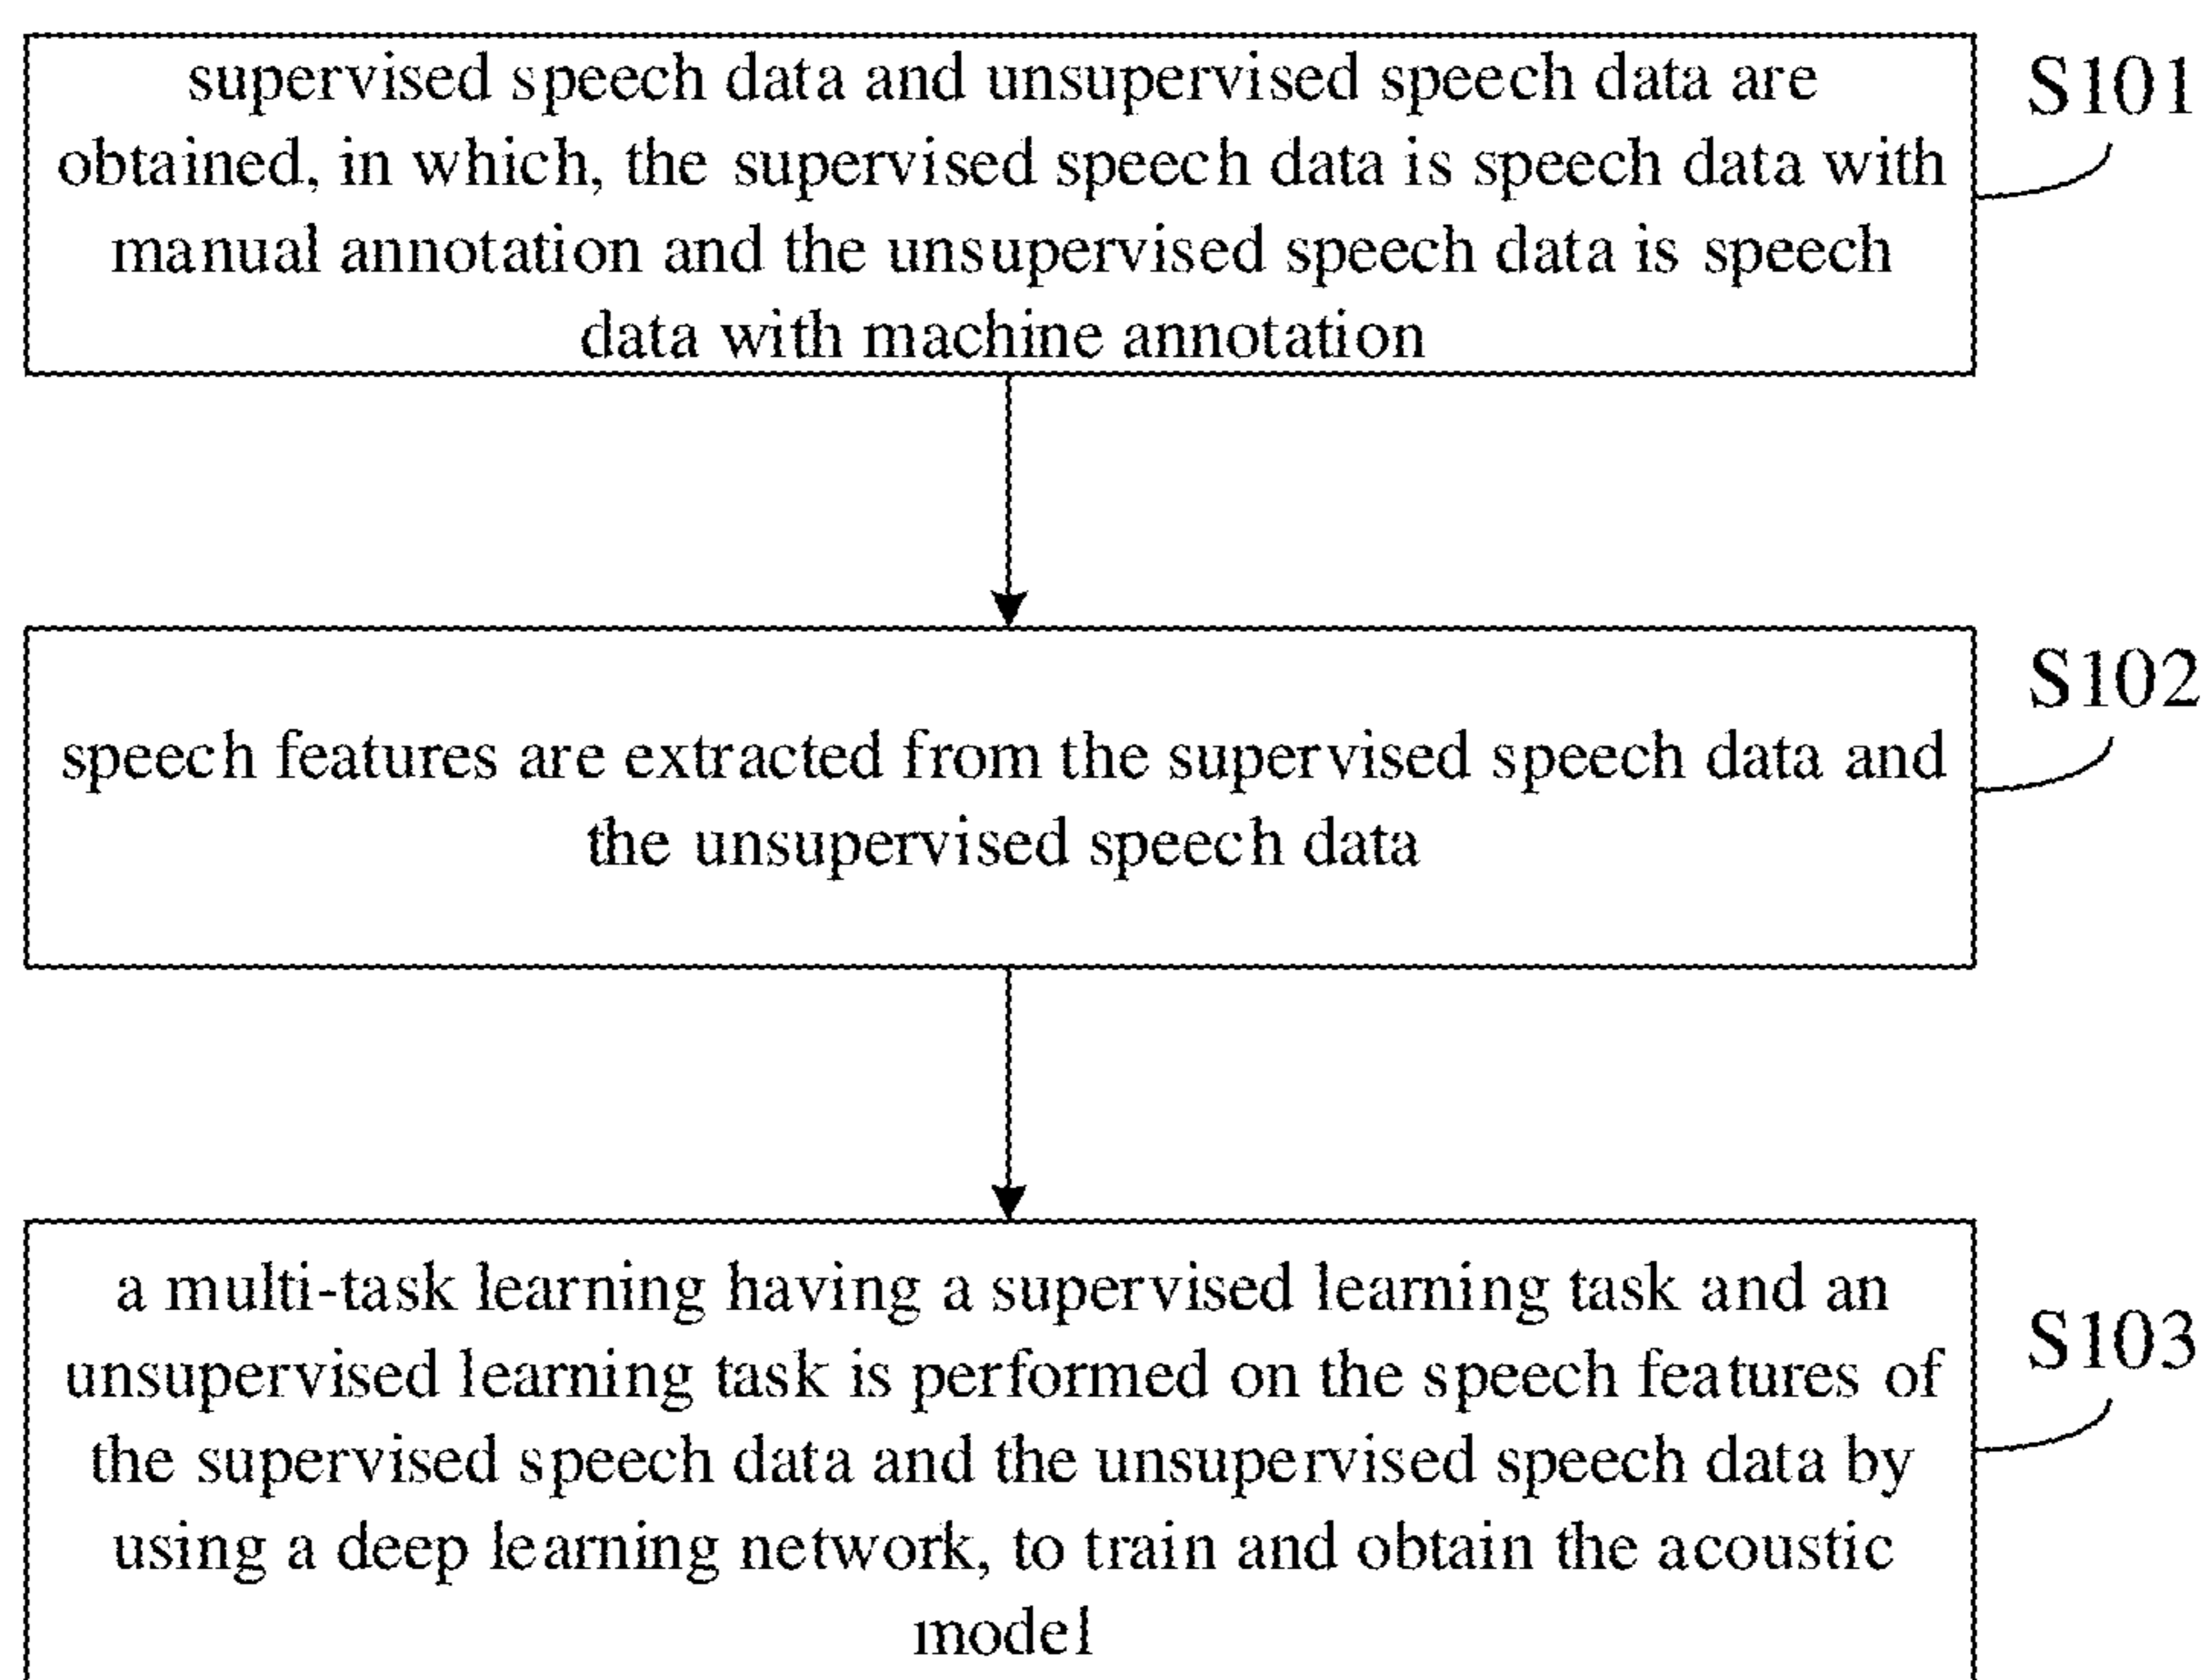 supervised speech data and unsupervised speech data are
obtained, in which, the supervised speech data is speech data with
manual annotation and the unsupervised speech data is speech
data with machine annotation
S101
speech features are extracted from the supervised speech data and
the unsupervised speech data
S102
a multi-task learning having a supervised learning task and an
unsupervised learning task is performed on the speech features of
the supervised speech data and the unsupervised speech data by
using a deep learning network, to train and obtain the acoustic
model
S103